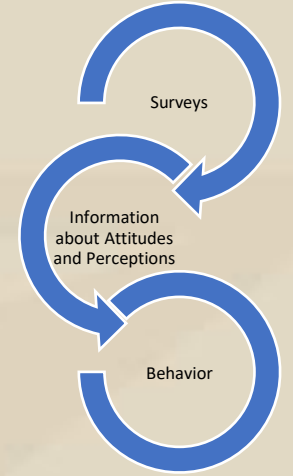 Surveys
Information
about Attitudes
and Perceptions
Behavior